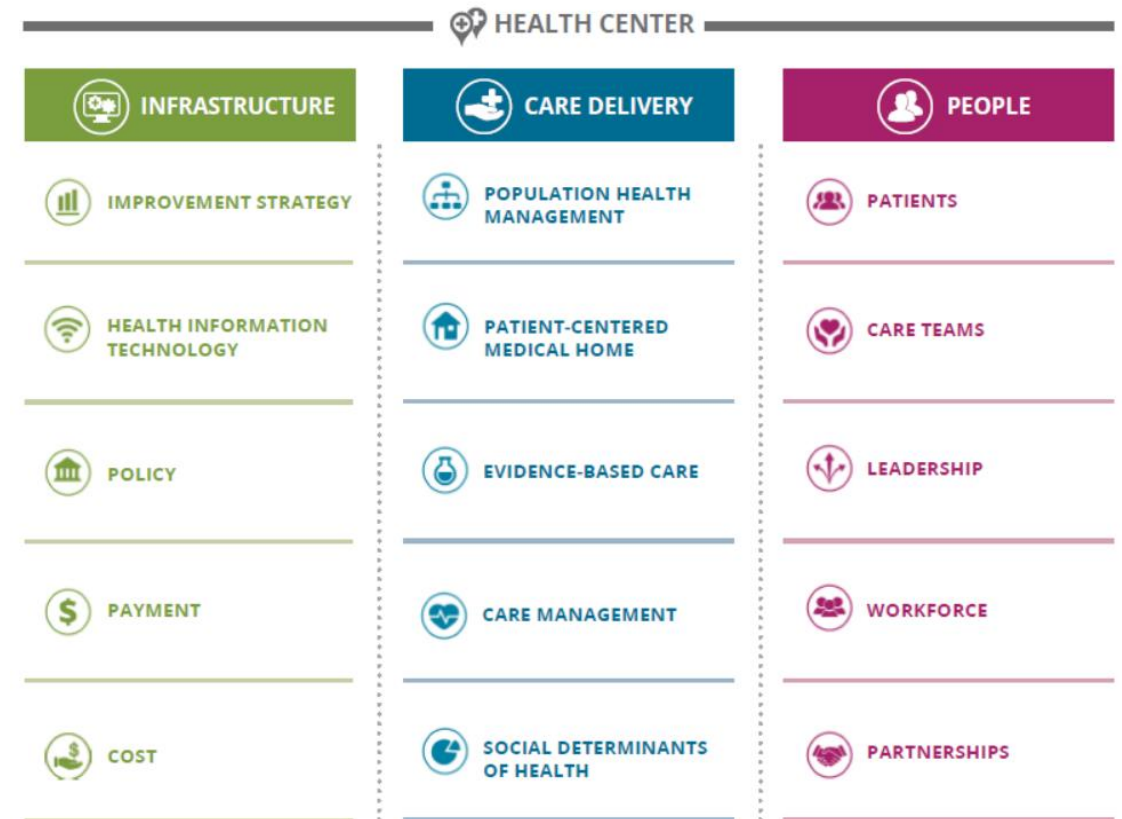 HEALTH CENTER
INFRASTRUCTURE
IMPROVEMENT STRATEGY
HEALTH INFORMATION
TECHNOLOGY
POLICY
PAYMENT
COST
CARE DELIVERY
POPULATION HEALTH
MANAGEMENT
PATIENT-CENTERED
MEDICAL HOME
EVIDENCE-BASED CARE
CARE MANAGEMENT
SOCIAL DETERMINANTS
OF HEALTH
PEOPLE
PATIENTS
CARE TEAMS
LEADERSHIP
WORKFORCE
PARTNERSHIPS